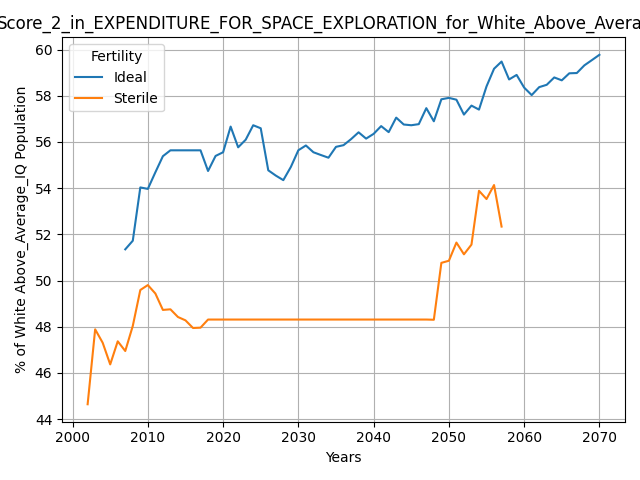 Score_2_in_EXPENDITURE_FOR_SPACE_EXPLORATION_for_White_Above_Avera
Fertility
Ideal
Sterile
% of White Above_Average_IQ Population
60
58
56
54
52
50
48
46
44
2000 2010 2020 2030 2040 2050 2060 2070
Years